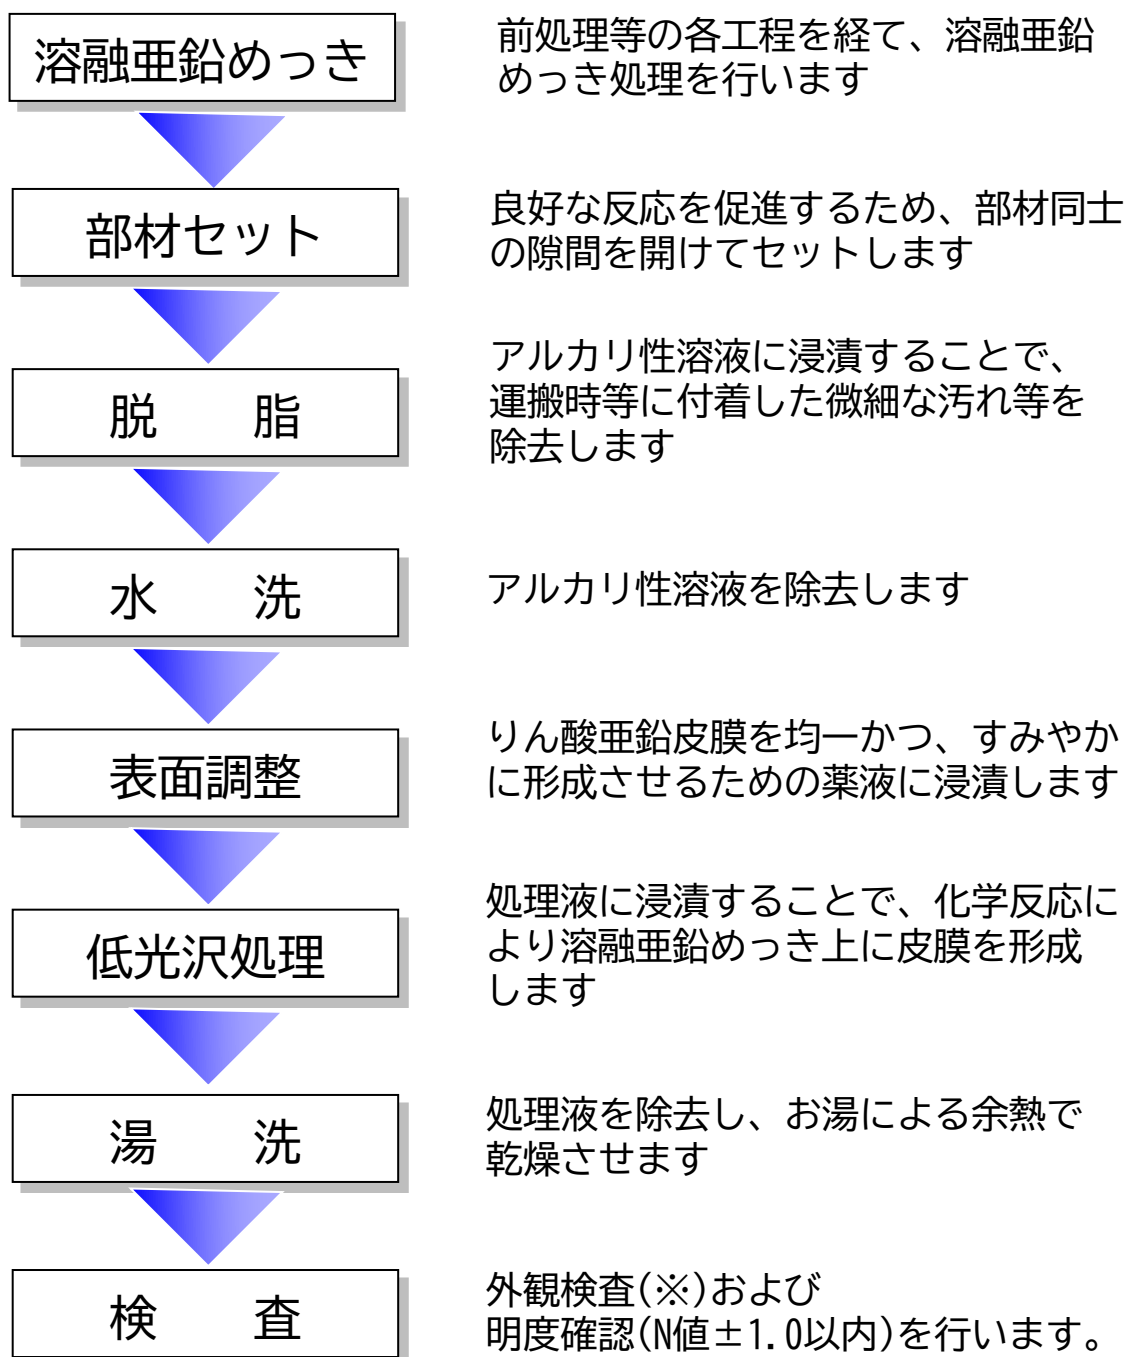 溶融亜鉛めっき
前処理等の各工程を経て、溶融亜鉛
めっき処理を行います
部材セット
良好な反応を促進するため、部材同士
の隙間を開けてセットします
脱　　脂
アルカリ性溶液に浸漬することで、
運搬時等に付着した微細な汚れ等を
除去します
水　　洗
アルカリ性溶液を除去します
表面調整
りん酸亜鉛皮膜を均一かつ、すみやか
に形成させるための薬液に浸漬します
低光沢処理
処理液に浸漬することで、化学反応に
より溶融亜鉛めっき上に皮膜を形成
します
湯　　洗
処理液を除去し、お湯による余熱で
乾燥させます
検　　査
外観検査(※)および
明度確認(N値±1.0以内)を行います。